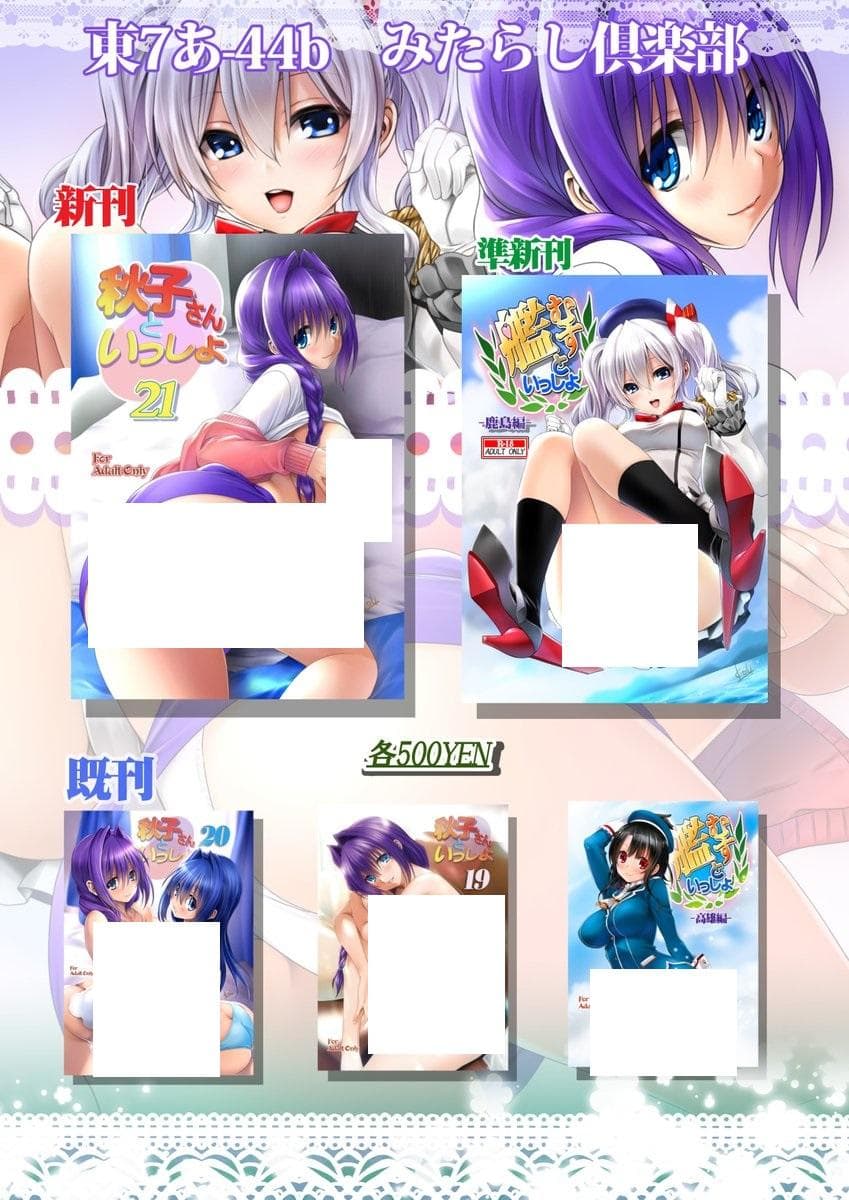 東7あ-44b みたらし倶楽部
新刊
準新刊
秋子さん
と
いっしょ
21
For
Adult Only
艦むす
と
いっしょ
-鹿島編-
R-18
ADULT ONLY
各500YEN
既刊
秋子さん
と
いっしょ
20
For
Adult Only
秋子さん
と
いっしょ
19
For
Adult Only
艦むす
と
いっしょ
For